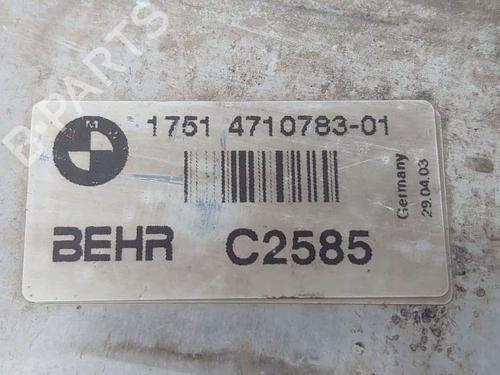 B-PARTS
M
1751 4710783-01
BEHR C2585
Germany
29.04.03